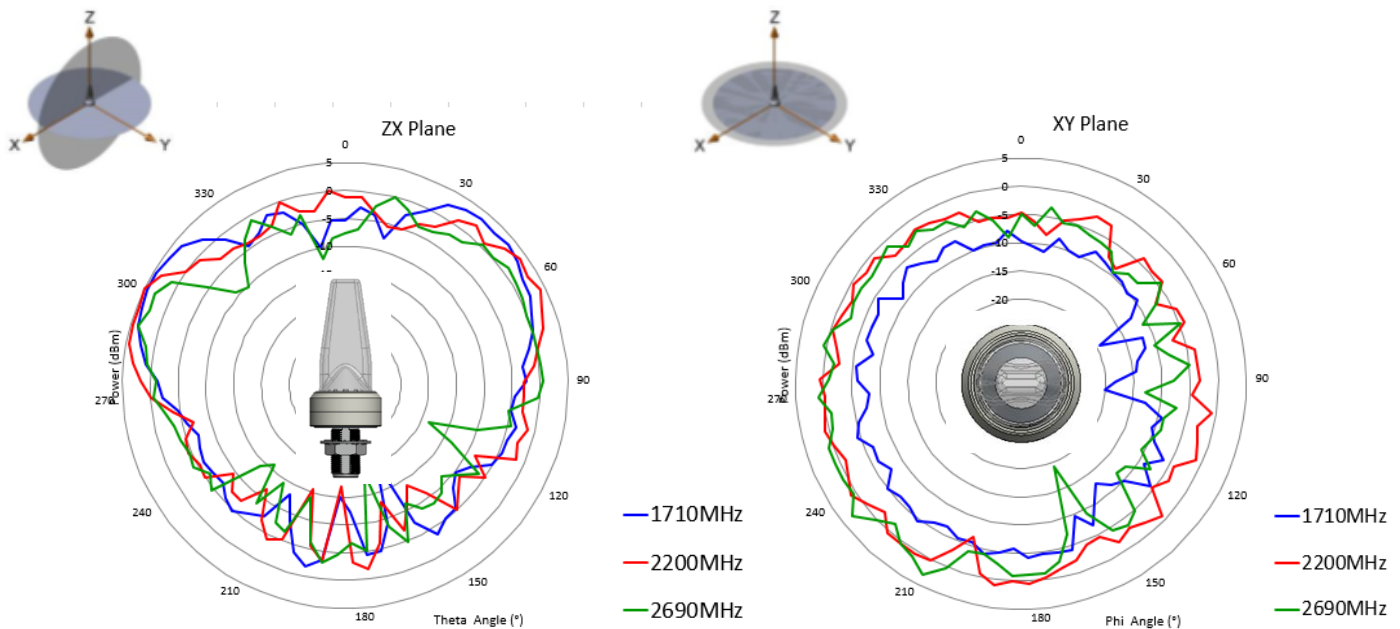 Z
X
Y
ZX Plane
0
30
60
90
120
150
180
210
240
270
300
330
5
0
-5
-10
Power (dBm)
Theta Angle (°)
1710MHz
2200MHz
2690MHz
Z
X
Y
XY Plane
0
30
60
90
120
150
180
210
240
270
300
330
5
0
-5
-10
-15
-20
Power (dBm)
Phi Angle (°)
1710MHz
2200MHz
2690MHz